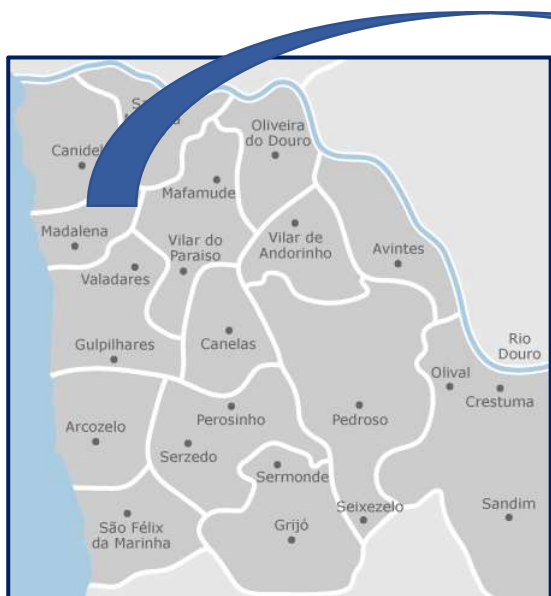 Oliveira
do Douro
Mafamude
Madalena
Vilar do
Paraiso
Vilar de
Andorinho
Avintes
Valadares
Gulpilhares
Canelas
Rio
Douro
Olival
Crestuma
Perosinho
Pedroso
Arcozelo
Serzedo
Sermonde
Seixezelo
Sandim
São Félix
da Marinha
Grijó